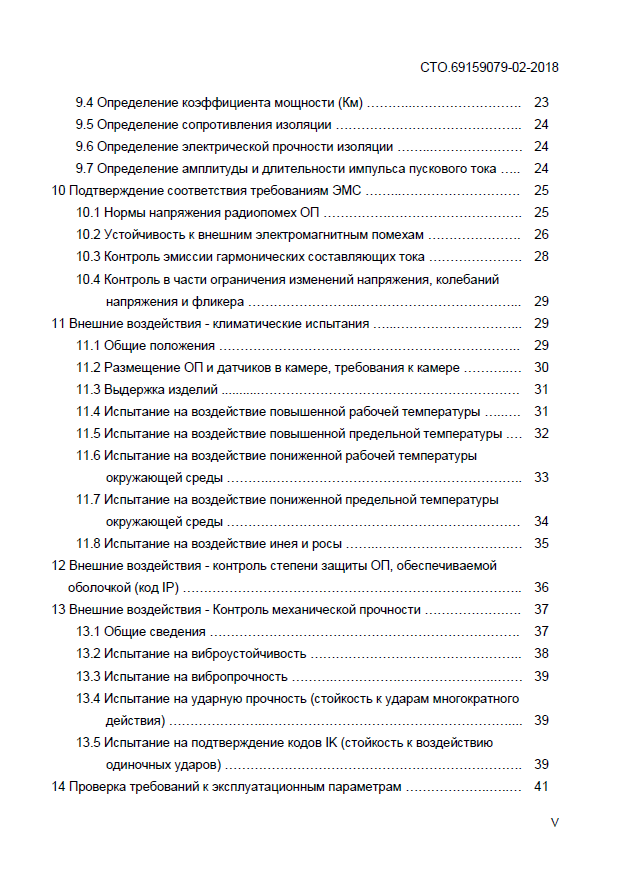 СТО.69159079-02-2018
9.4 Определение коэффициента мощности (Км) ………..…………………….. 23
9.5 Определение сопротивления изоляции …………………………………….. 24
9.6 Определение электрической прочности изоляции ……..………………… 24
9.7 Определение амплитуды и длительности импульса пускового тока ….. 24
10 Подтверждение соответствия требованиям ЭМС ……..………………………. 25
10.1 Нормы напряжения радиопомех ОП ………………………………………. 25
10.2 Устойчивость к внешним электромагнитным помехам …………………. 26
10.3 Контроль эмиссии гармонических составляющих тока …………………. 28
10.4 Контроль в части ограничения изменений напряжения, колебаний
напряжения и фликера ………………………………………………………... 29
11 Внешние воздействия - климатические испытания …...………………………... 29
11.1 Общие положения ……………………………………………………………… 29
11.2 Размещение ОП и датчиков в камере, требования к камере ………..… 30
11.3 Выдержка изделий ...........……………………………………………………… 31
11.4 Испытание на воздействие повышенной рабочей температуры …..…. 31
11.5 Испытание на воздействие повышенной предельной температуры …. 32
11.6 Испытание на воздействие пониженной рабочей температуры
окружающей среды …………………………………………………………….. 33
11.7 Испытание на воздействие пониженной предельной температуры
окружающей среды ……………………………………………………………. 34
11.8 Испытание на воздействие инея и росы …………………………………… 35
12 Внешние воздействия - контроль степени защиты ОП, обеспечиваемой
оболочкой (код IP) ……………………………………………………………………... 36
13 Внешние воздействия - Контроль механической прочности …………………. 37
13.1 Общие сведения ………………………………………………………………. 37
13.2 Испытание на виброустойчивость ………………………………………….. 38
13.3 Испытание на вибропрочность ………..…………………………………….. 39
13.4 Испытание на ударную прочность (стойкость к ударам многократного
действия) …………………..…………………………………………………….... 39
13.5 Испытание на подтверждение кодов IK (стойкость к воздействию
одиночных ударов) ……………………………………………………………. 39
14 Проверка требований к эксплуатационным параметрам ………………..…..… 41
V